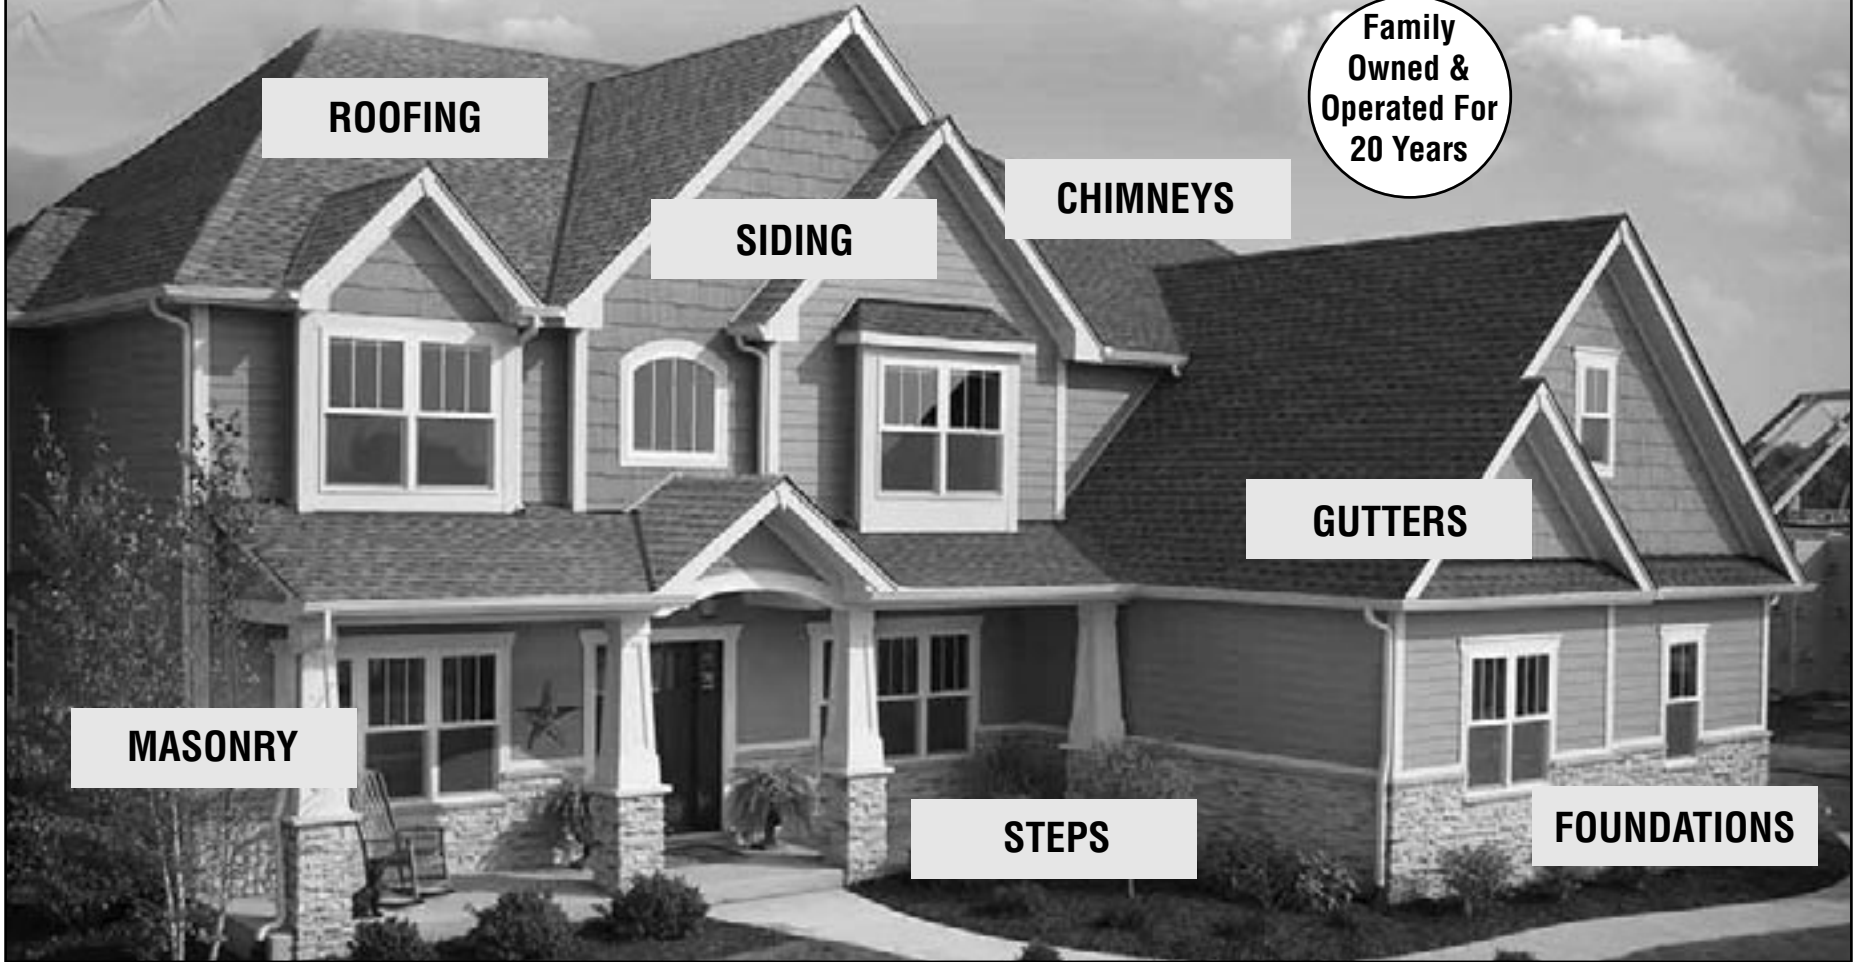 Family
Owned &
Operated For
20 Years
ROOFING
CHIMNEYS
SIDING
GUTTERS
MASONRY
STEPS
FOUNDATIONS